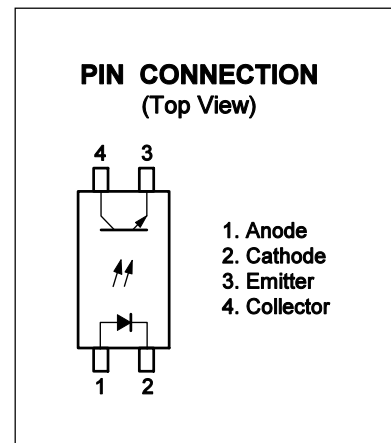 PIN CONNECTION
(Top View)
4 3
1. Anode
2. Cathode
3. Emitter
4. Collector
1 2